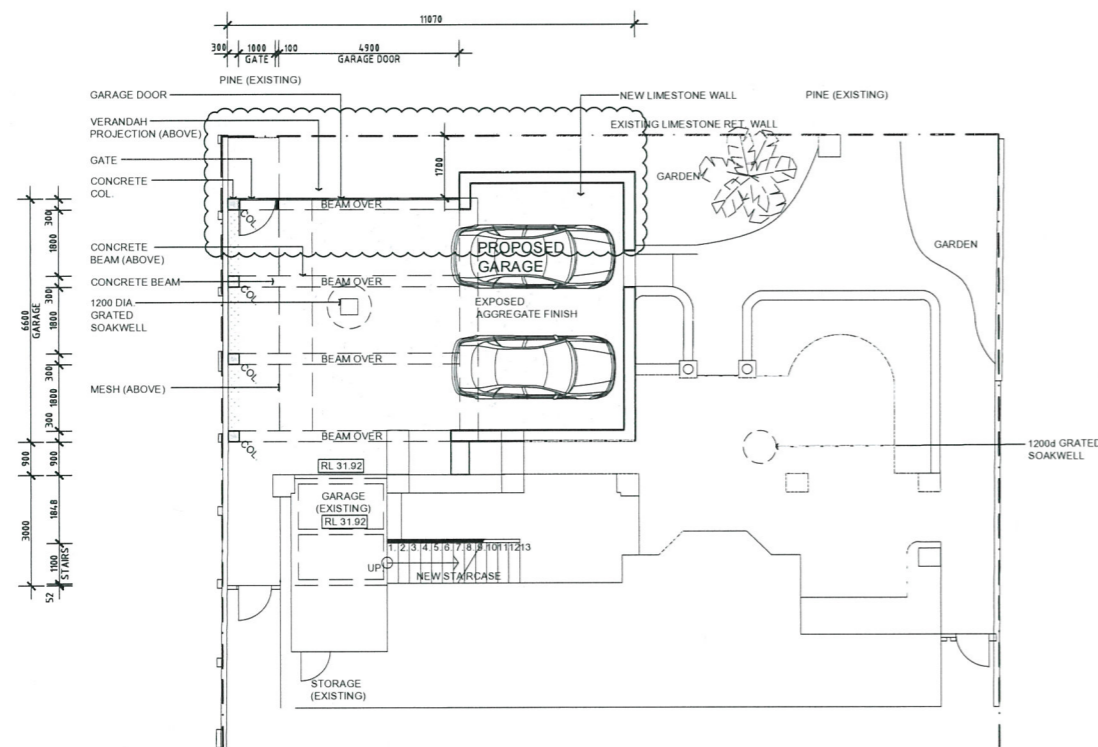 11070
300 1000 100 4900
GATE GARAGE DOOR
PINE (EXISTING)
GARAGE DOOR
NEW LIMESTONE WALL
PINE (EXISTING)
VERANDAH
PROJECTION (ABOVE)
EXISTING LIMESTONE RET. WALL
GATE
1700
CONCRETE
COL.
GARDEN
BEAM OVER
COL.
300
1800
GARDEN
CONCRETE
BEAM (ABOVE)
PROPOSED
GARAGE
CONCRETE BEAM
BEAM OVER
COL.
300
1200 DIA.
GRATED
SOAKWELL
EXPOSED
AGGREGATE FINISH
6600
GARAGE
1800
BEAM OVER
COL.
300
MESH (ABOVE)
1800
300
BEAM OVER
COL.
1200d GRATED
SOAKWELL
900
900
RL 31.92
GARAGE
(EXISTING)
RL 31.92
3000
1848
1. 2. 3. 4. 5. 6. 7. 8. 9. 10 11 12 13
UP
NEW STAIRCASE
1100
STAIRS
52
STORAGE
(EXISTING)